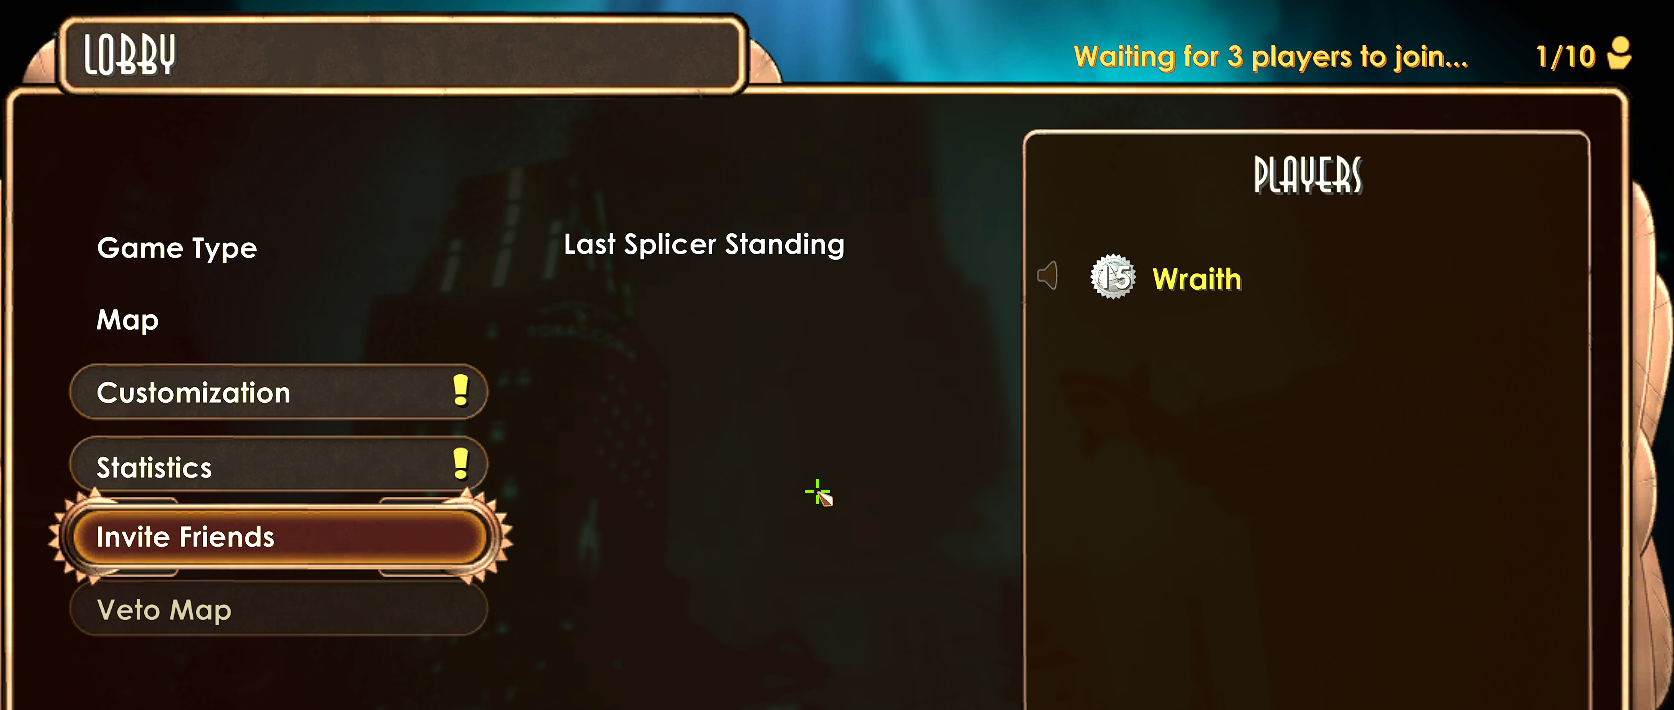 LOBBY
Waiting for 3 players to join...
1/10
PLAYERS
Game Type
Last Splicer Standing
15 Wraith
Map
Customization !
Statistics !
Invite Friends
Veto Map